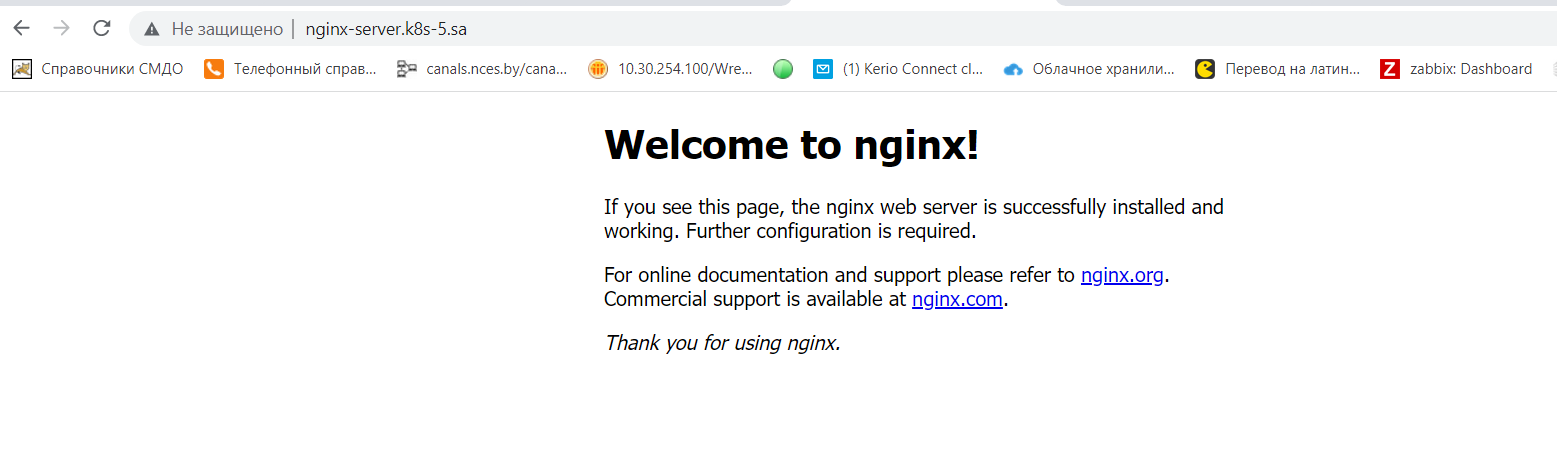 Не защищено | nginx-server.k8s-5.sa
Справочники СМДО Телефонный справ... canals.nces.by/cana... 10.30.254.100/Wre... (1) Kerio Connect cl... Облачное хранили... Перевод на латин... Z zabbix: Dashboard
Welcome to nginx!
If you see this page, the nginx web server is successfully installed and
working. Further configuration is required.
For online documentation and support please refer to nginx.org.
Commercial support is available at nginx.com.
Thank you for using nginx.